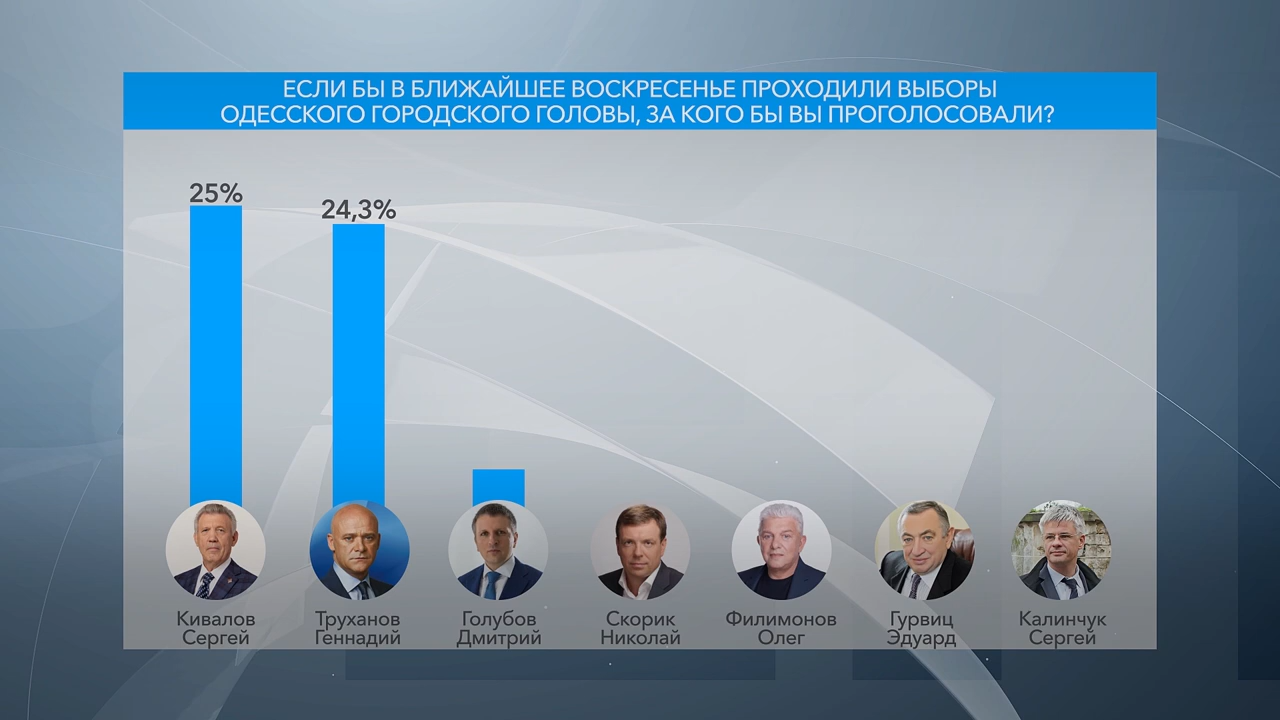 ЕСЛИ БЫ В БЛИЖАЙШЕЕ ВОСКРЕСЕНЬЕ ПРОХОДИЛИ ВЫБОРЫ
ОДЕССКОГО ГОРОДСКОГО ГОЛОВЫ, ЗА КОГО БЫ ВЫ ПРОГОЛОСОВАЛИ?
25%
24,3%
Кивалов
Сергей
Труханов
Геннадий
Голубов
Дмитрий
Скорик
Николай
Филимонов
Олег
Гурвиц
Эдуард
Калинчук
Сергей